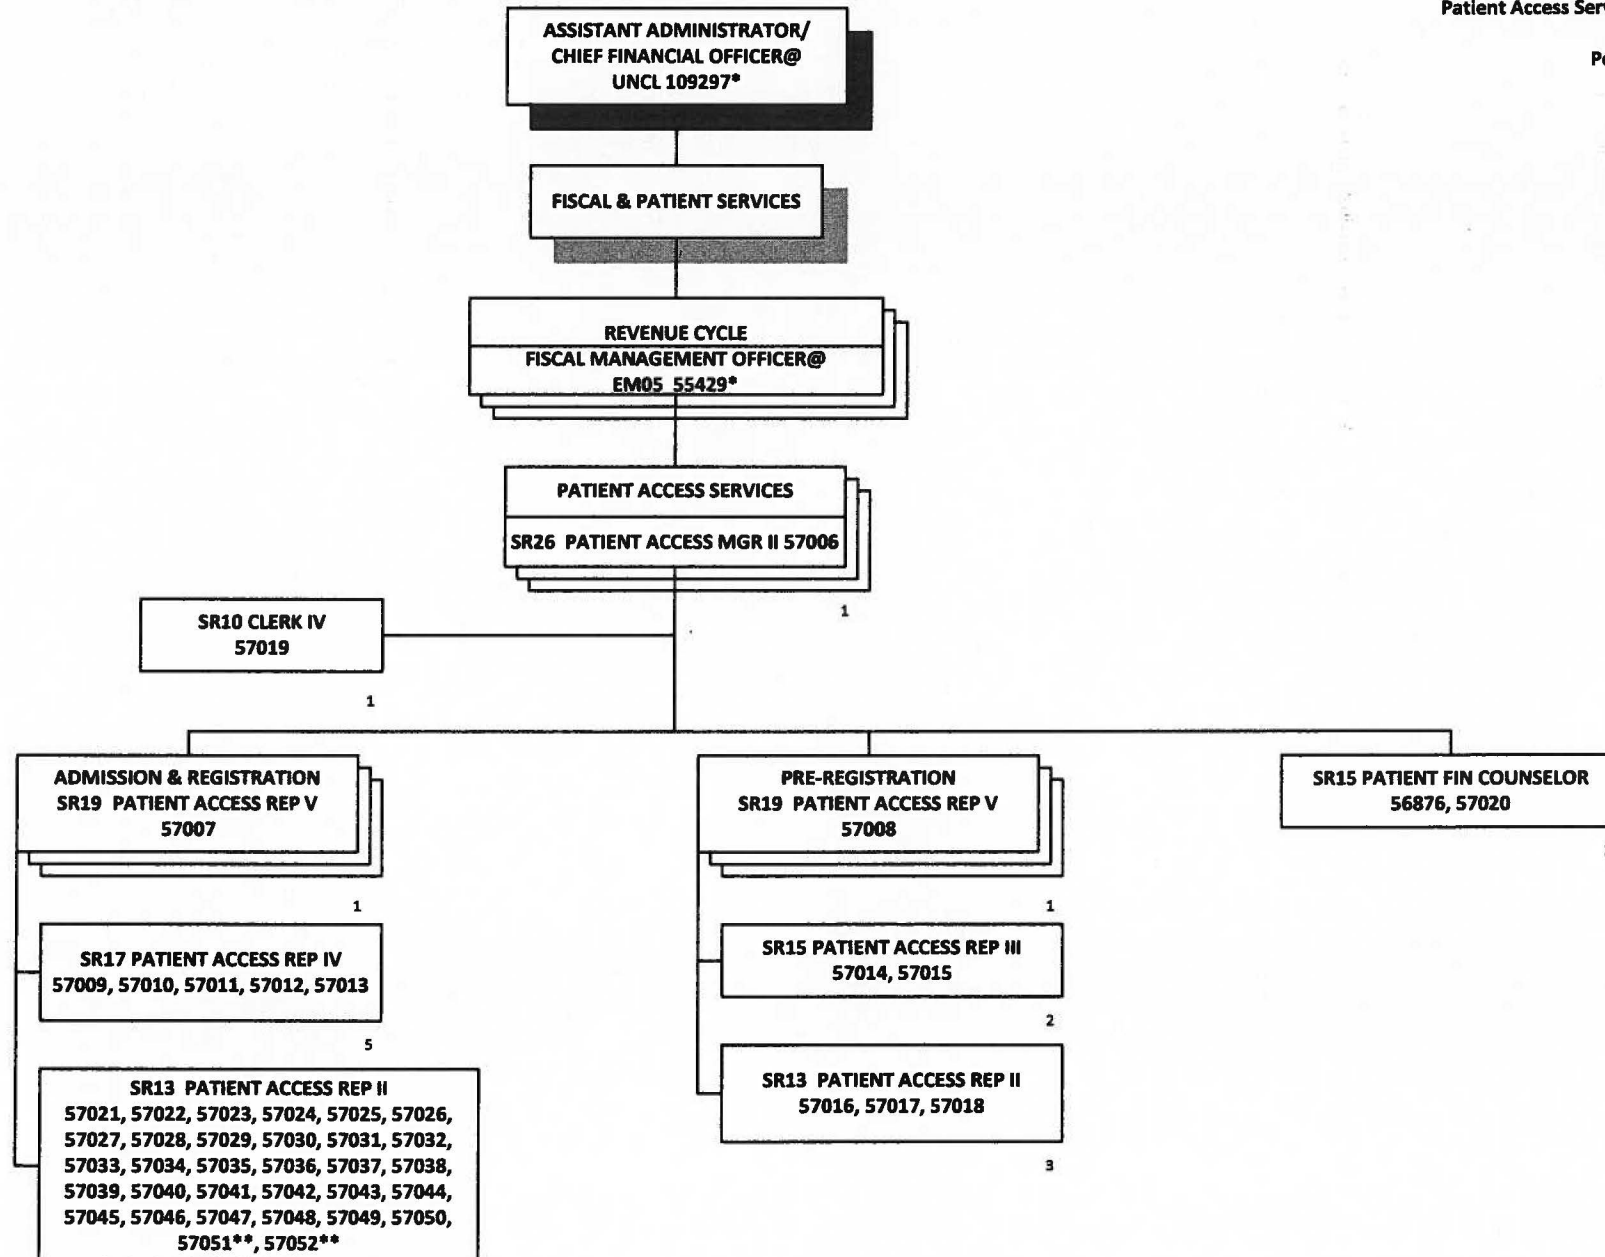 Patient Access Ser
ASSISTANT ADMINISTRATOR/
CHIEF FINANCIAL OFFICER@
UNCL 109297*
FISCAL & PATIENT SERVICES
REVENUE CYCLE
FISCAL MANAGEMENT OFFICER@
EM05 55429*
PATIENT ACCESS SERVICES
SR26 PATIENT ACCESS MGR II 57006
1
SR10 CLERK IV
57019
1
ADMISSION & REGISTRATION
SR19 PATIENT ACCESS REP V
57007
1
SR17 PATIENT ACCESS REP IV
57009, 57010, 57011, 57012, 57013
5
SR13 PATIENT ACCESS REP II
57021, 57022, 57023, 57024, 57025, 57026,
57027, 57028, 57029, 57030, 57031, 57032,
57033, 57034, 57035, 57036, 57037, 57038,
57039, 57040, 57041, 57042, 57043, 57044,
57045, 57046, 57047, 57048, 57049, 57050,
57051**, 57052**
PRE-REGISTRATION
SR19 PATIENT ACCESS REP V
57008
1
SR15 PATIENT ACCESS REP III
57014, 57015
2
SR13 PATIENT ACCESS REP II
57016, 57017, 57018
3
SR15 PATIENT FIN COUNSELOR
56876, 57020